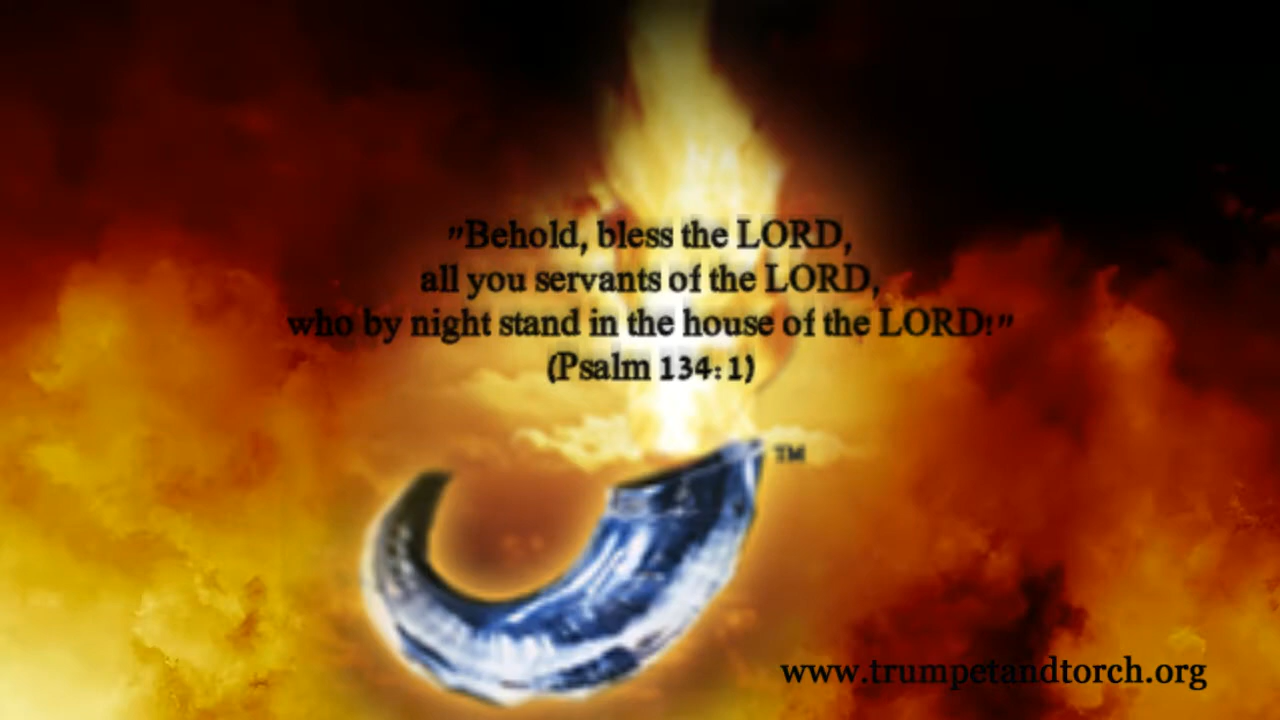 "Behold, bless the LORD,
all you servants of the LORD,
who by night stand in the house of the LORD!"
(Psalm 134:1)
TM
www.trumpetandtorch.org